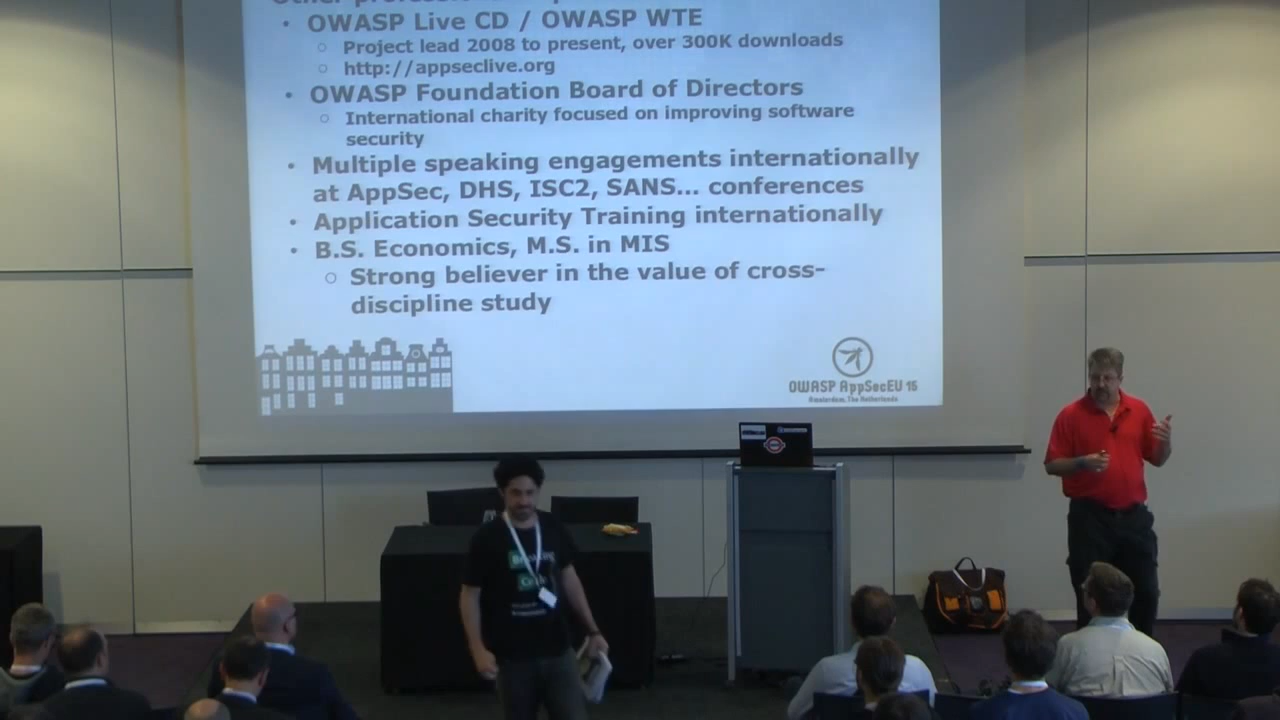 • OWASP Live CD / OWASP WTE
○ Project lead 2008 to present, over 300K downloads
○ http://appseclive.org
• OWASP Foundation Board of Directors
○ International charity focused on improving software
security
• Multiple speaking engagements internationally
at AppSec, DHS, ISC2, SANS... conferences
• Application Security Training internationally
• B.S. Economics, M.S. in MIS
○ Strong believer in the value of cross-
discipline study
OWASP AppSecEU 15
Amsterdam, The Netherlands